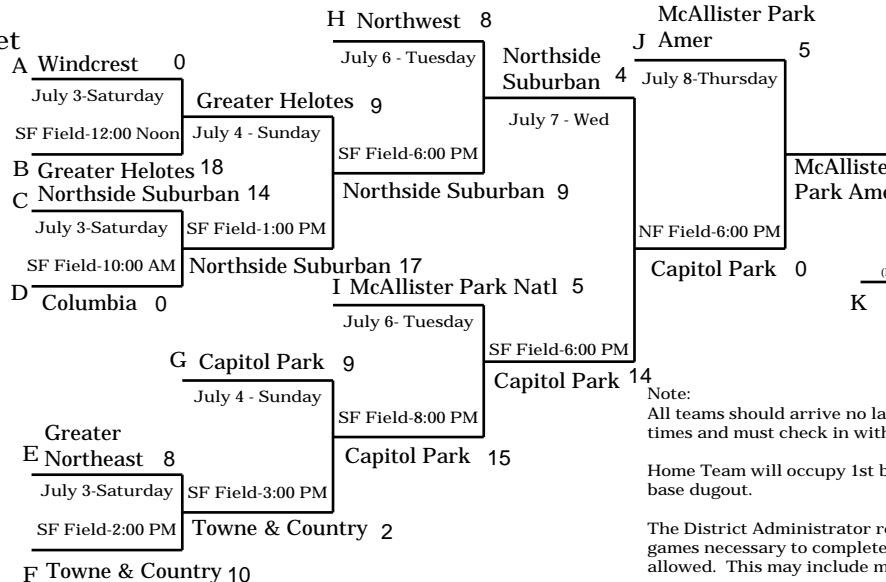 H Northwest 8
McAllister Park
J Amer 5
et
A Windcrest 0
July 6 - Tuesday
Northside
Suburban 4
July 8-Thursday
July 3-Saturday
Greater Helotes 9
July 7 - Wed
SF Field-12:00 Noon
July 4 - Sunday
SF Field-6:00 PM
B Greater Helotes 18
C Northside Suburban 14
Northside Suburban 9
McAlliste
Park Ame
July 3-Saturday
SF Field-1:00 PM
NF Field-6:00 PM
SF Field-10:00 AM
Northside Suburban 17
Capitol Park 0
D Columbia 0
I McAllister Park Natl 5
K
July 6- Tuesday
SF Field-6:00 PM
G Capitol Park 9
Capitol Park 14
July 4 - Sunday
SF Field-8:00 PM
Greater
E Northeast 8
Capitol Park 15
July 3-Saturday
SF Field-3:00 PM
SF Field-2:00 PM
Towne & Country 2
F Towne & Country 10
Note:
All teams should arrive no la
times and must check in with
Home Team will occupy 1st b
base dugout.
The District Administrator re
games necessary to complete
allowed. This may include m